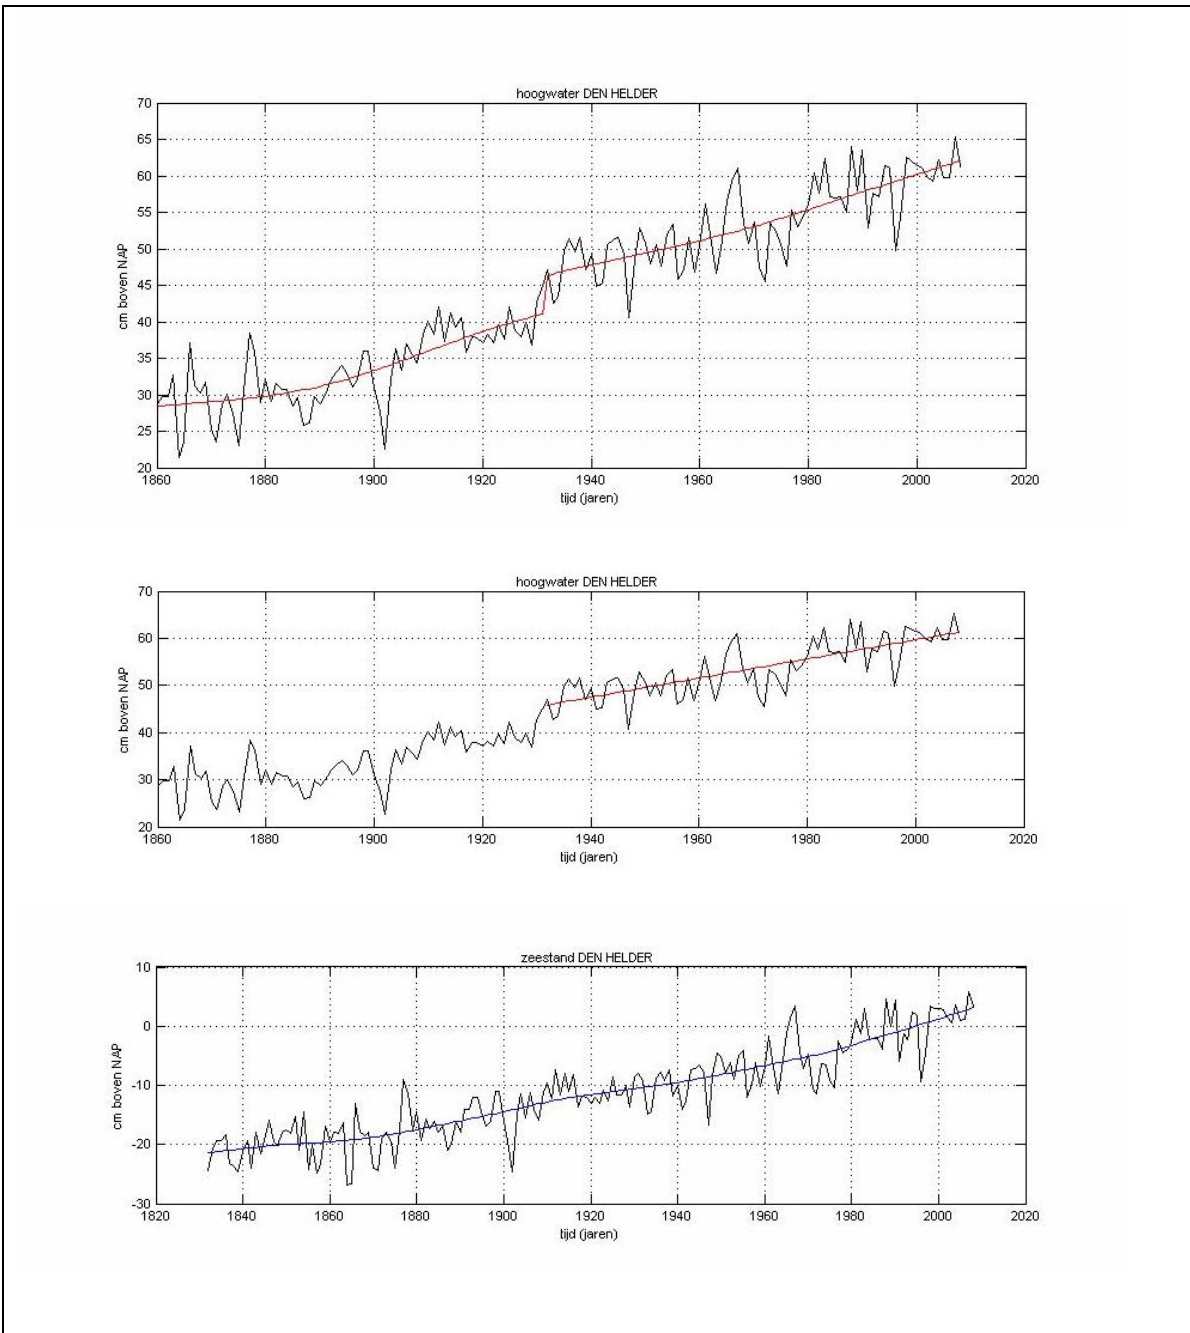 hoogwater DEN HELDER
70
65
60
55
50
45
40
35
30
25
20
cm boven NAP
1860 1880 1900 1920 1940 1960 1980 2000 2020
tijd (jaren)
hoogwater DEN HELDER
70
60
50
40
30
20
cm boven NAP
1860 1880 1900 1920 1940 1960 1980 2000 2020
tijd (jaren)
zeestand DEN HELDER
10
0
-10
-20
-30
cm boven NAP
1820 1840 1860 1880 1900 1920 1940 1960 1980 2000 2020
tijd (jaren)